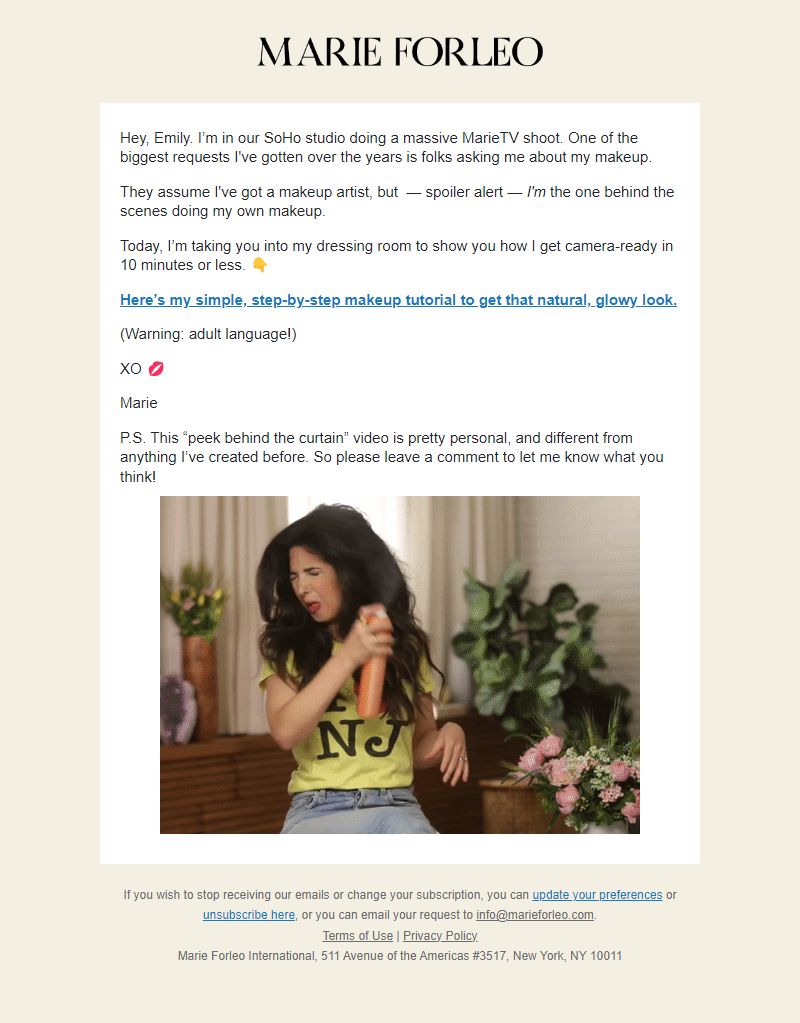 MARIE FORLEO
Hey, Emily. I’m in our SoHo studio doing a massive MarieTV shoot. One of the
biggest requests I've gotten over the years is folks asking me about my makeup.
They assume I've got a makeup artist, but — spoiler alert — I'm the one behind the
scenes doing my own makeup.
Today, I’m taking you into my dressing room to show you how I get camera-ready in
10 minutes or less. 👇
Here’s my simple, step-by-step makeup tutorial to get that natural, glowy look.
(Warning: adult language!)
XO 💋
Marie
P.S. This “peek behind the curtain” video is pretty personal, and different from
anything I’ve created before. So please leave a comment to let me know what you
think!
NJ
If you wish to stop receiving our emails or change your subscription, you can update your preferences or
unsubscribe here, or you can email your request to info@marieforleo.com.
Terms of Use | Privacy Policy
Marie Forleo International, 511 Avenue of the Americas #3517, New York, NY 10011